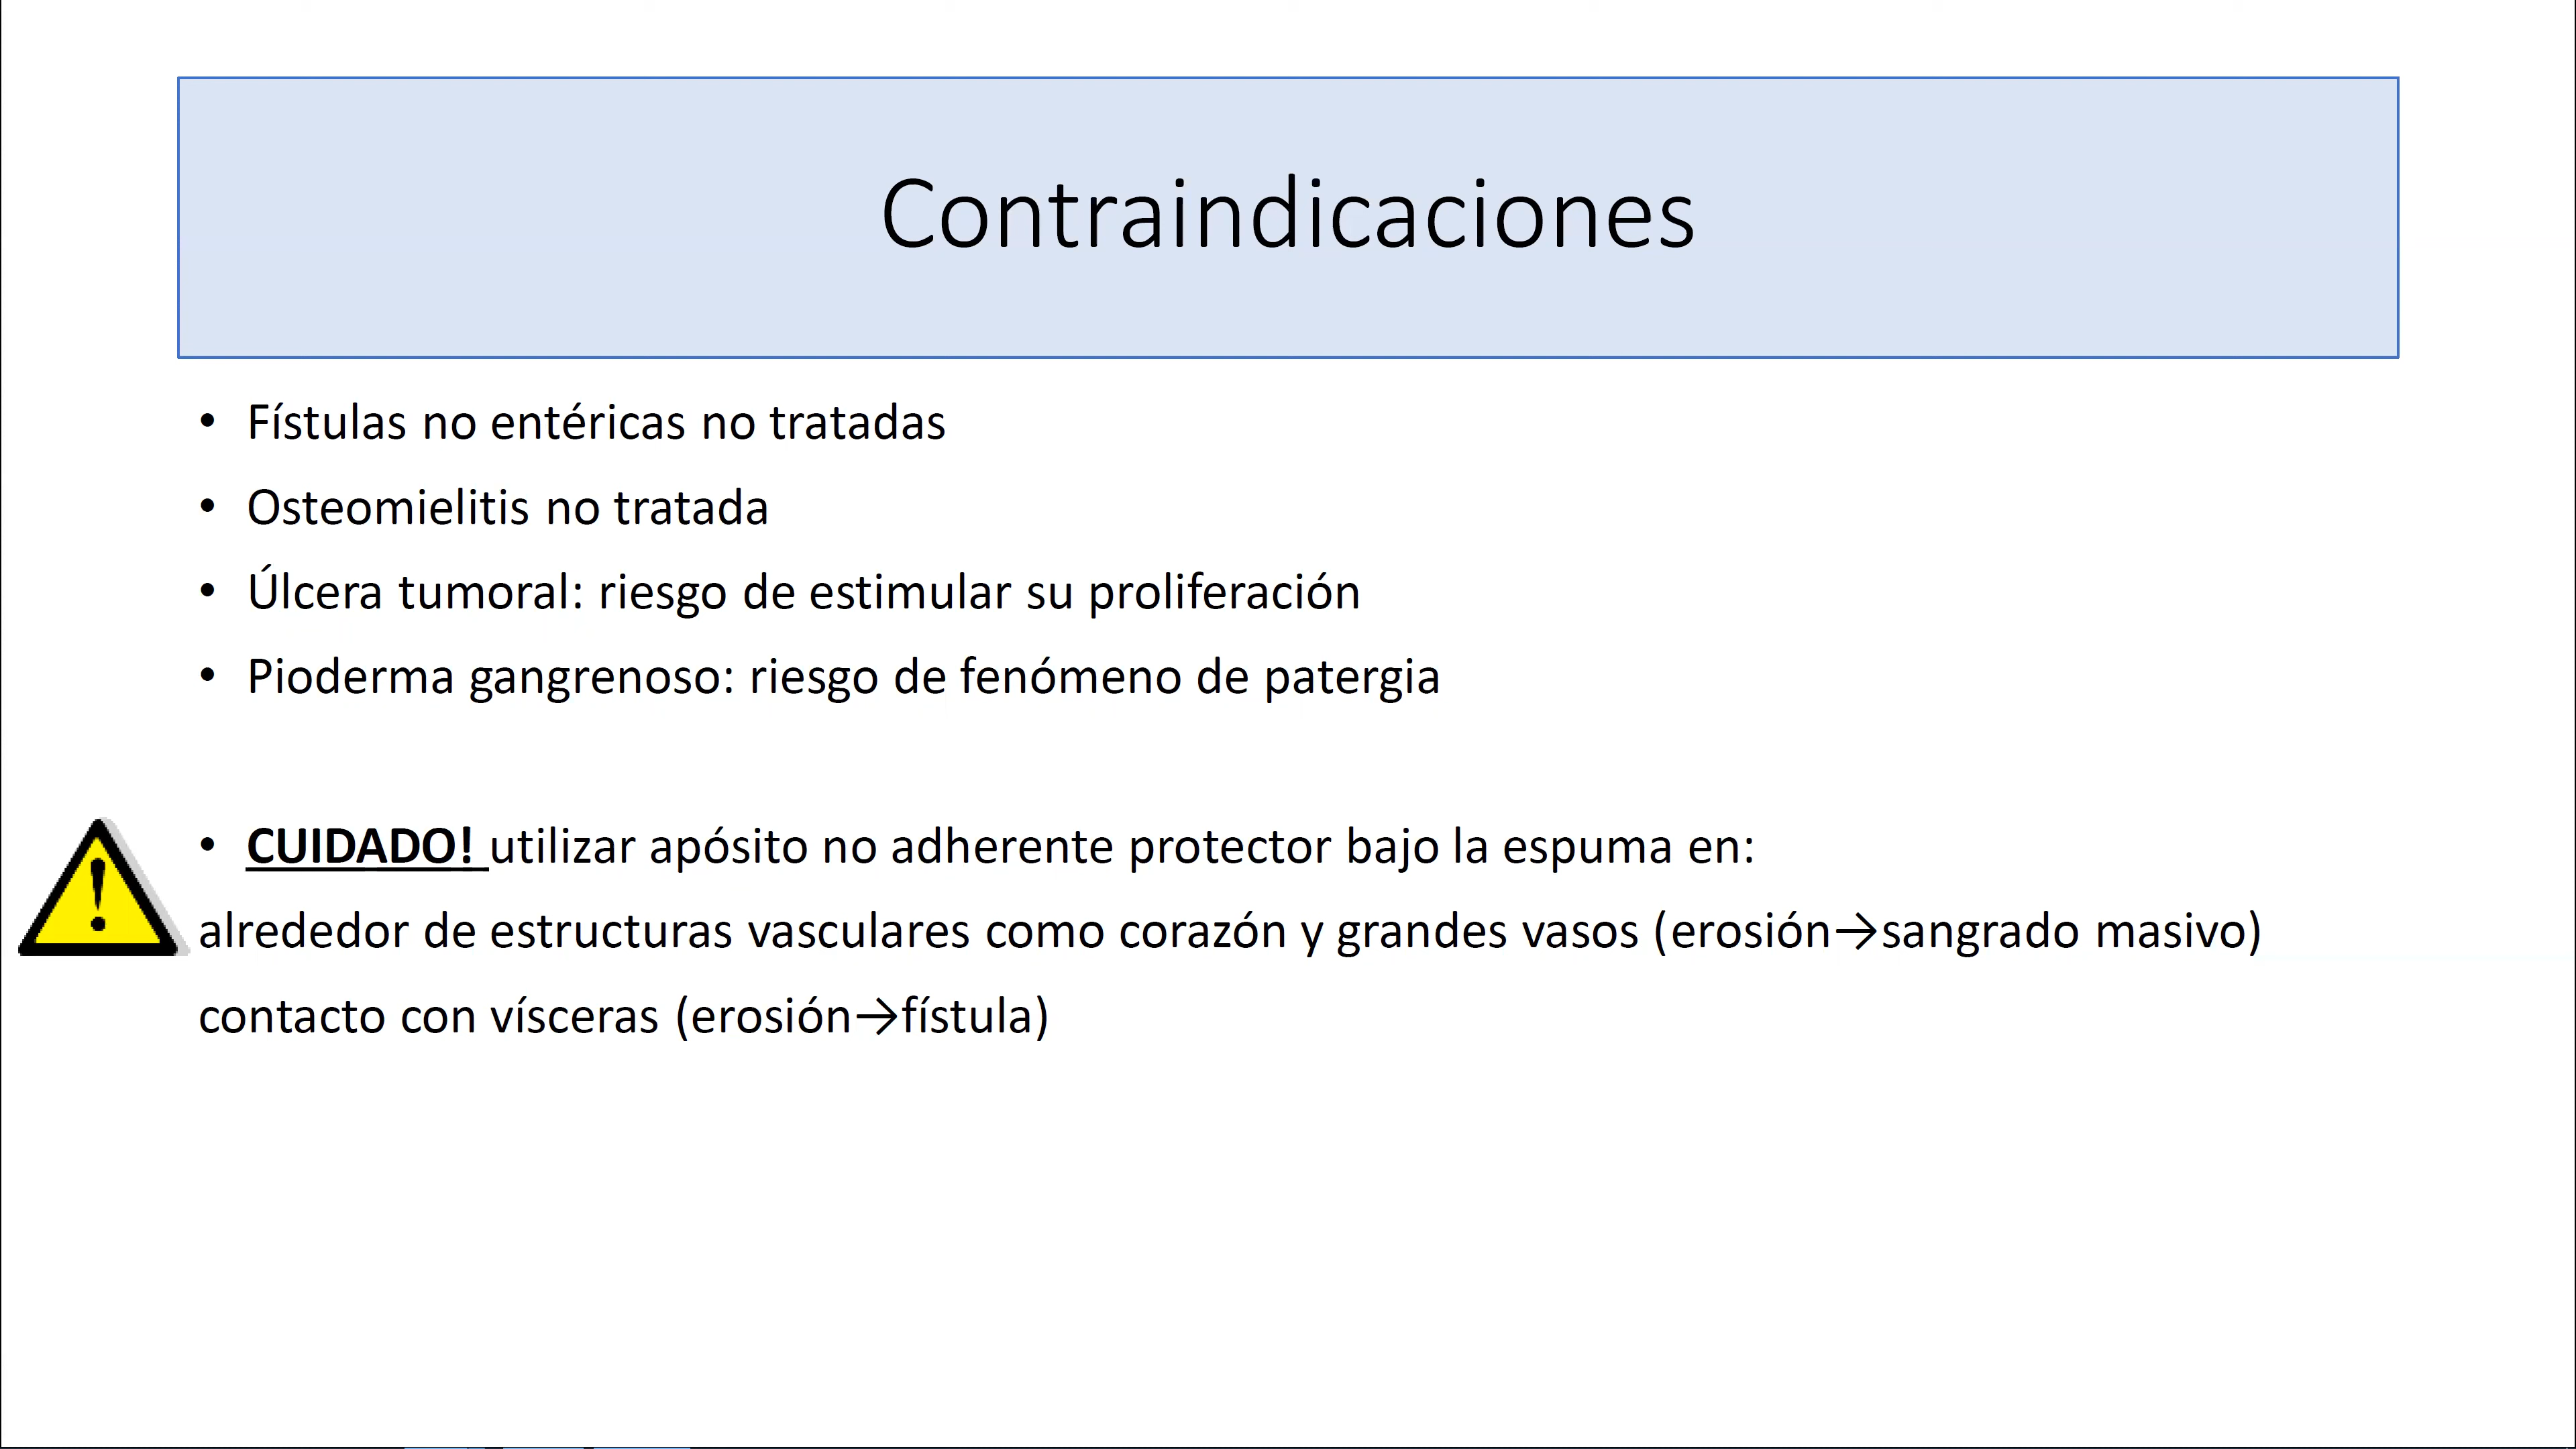 Contraindicaciones
• Fístulas no entéricas no tratadas
• Osteomielitis no tratada
• Úlcera tumoral: riesgo de estimular su proliferación
• Pioderma gangrenoso: riesgo de fenómeno de patergia
• CUIDADO! utilizar apósito no adherente protector bajo la espuma en:
alrededor de estructuras vasculares como corazón y grandes vasos (erosión→sangrado masivo)
contacto con vísceras (erosión→fístula)